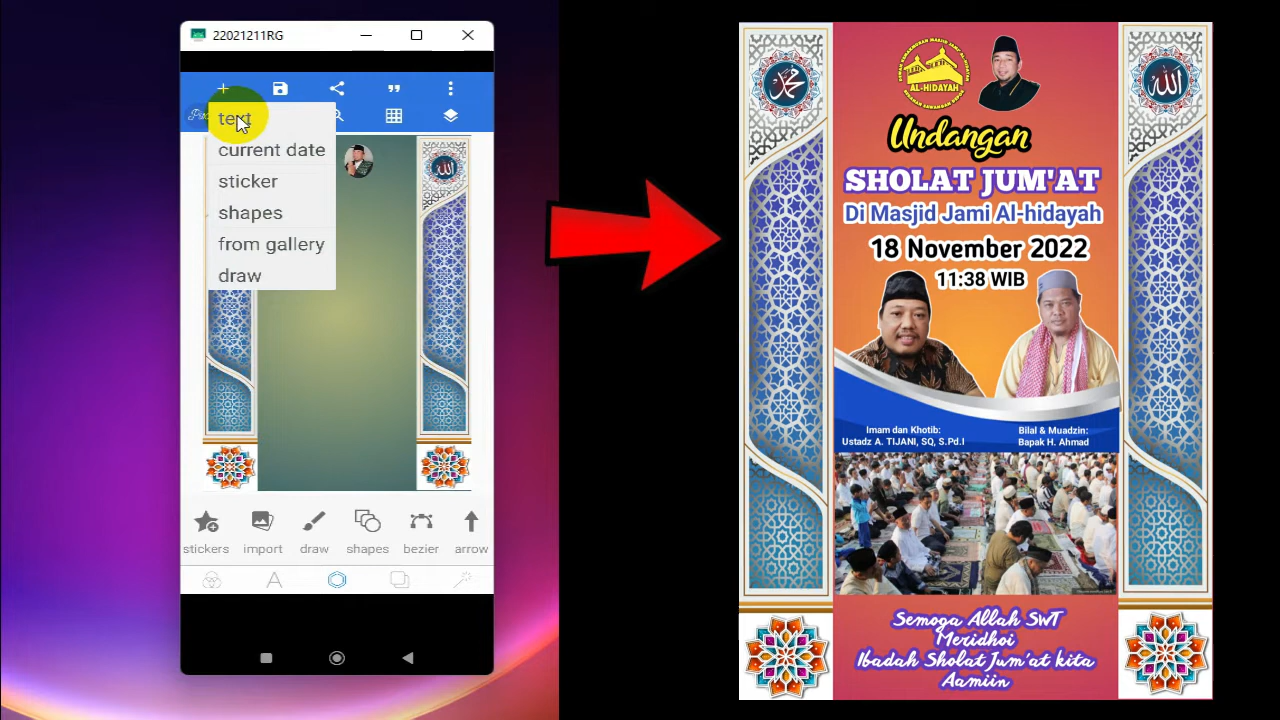 22021211RG
text
current date
sticker
shapes
from gallery
draw
stickers
import
draw
shapes
bezier
arrow
محمد
الله
AL-HIDAYAH
Undangan
SHOLAT JUM'AT
Di Masjid Jami Al-hidayah
18 November 2022
11:38 WIB
Imam dan Khotib:
Ustadz A. TIJANI, SQ, S.Pd.I
Bilal & Muadzin:
Bapak H. Ahmad
Semoga Allah SWT
Meridhoi
Ibadah Sholat Jum'at kita
Aamiin